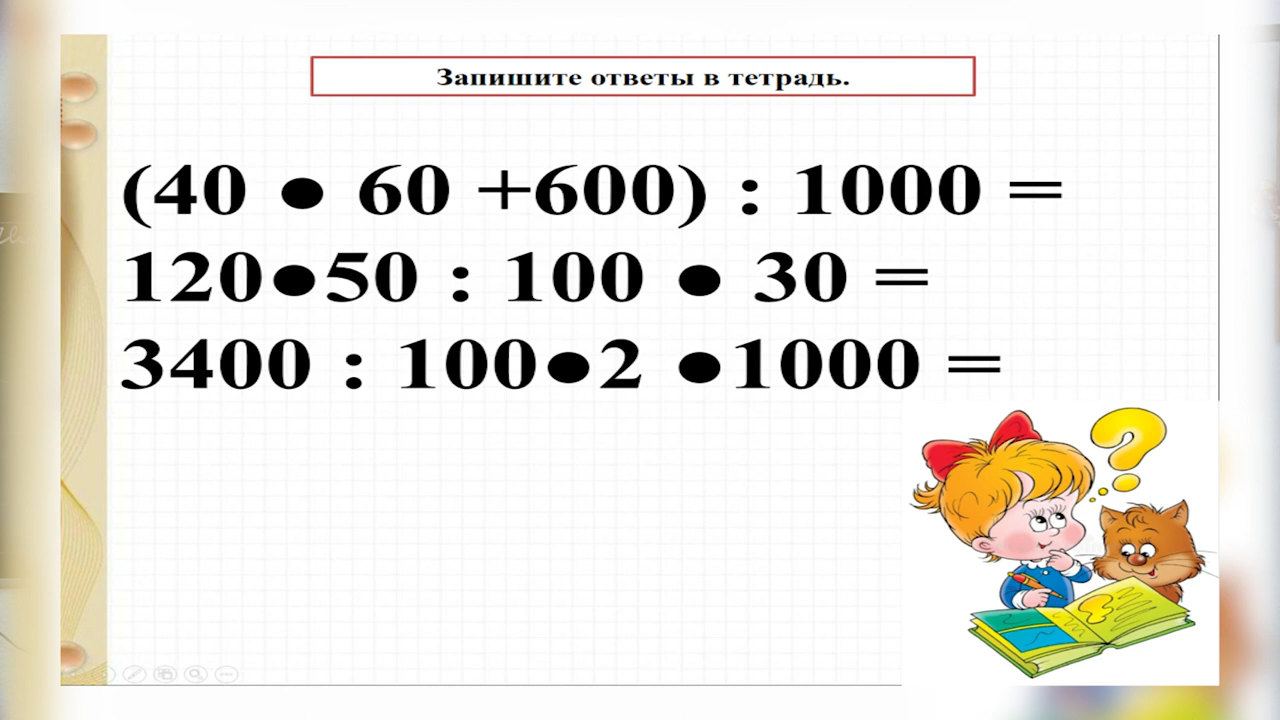 Запишите ответы в тетрадь.
(40 ● 60 +600) : 1000 =
120●50 : 100 ● 30 =
3400 : 100●2 ●1000 =
?